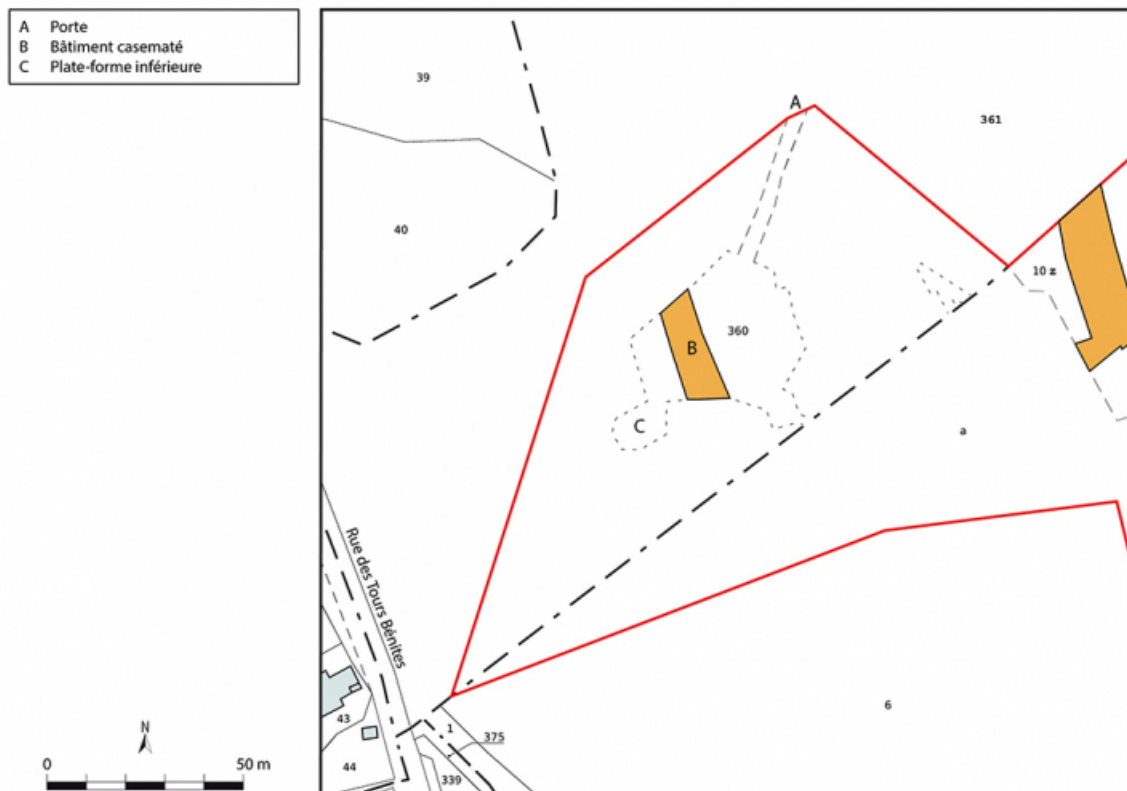 A Porte
B Bâtiment casematé
C Plate-forme inférieure
39
A
361
40
10 z
360
B
C
a
Rue des Tours Bénites
6
43
1
375
44
339
N
0 50 m